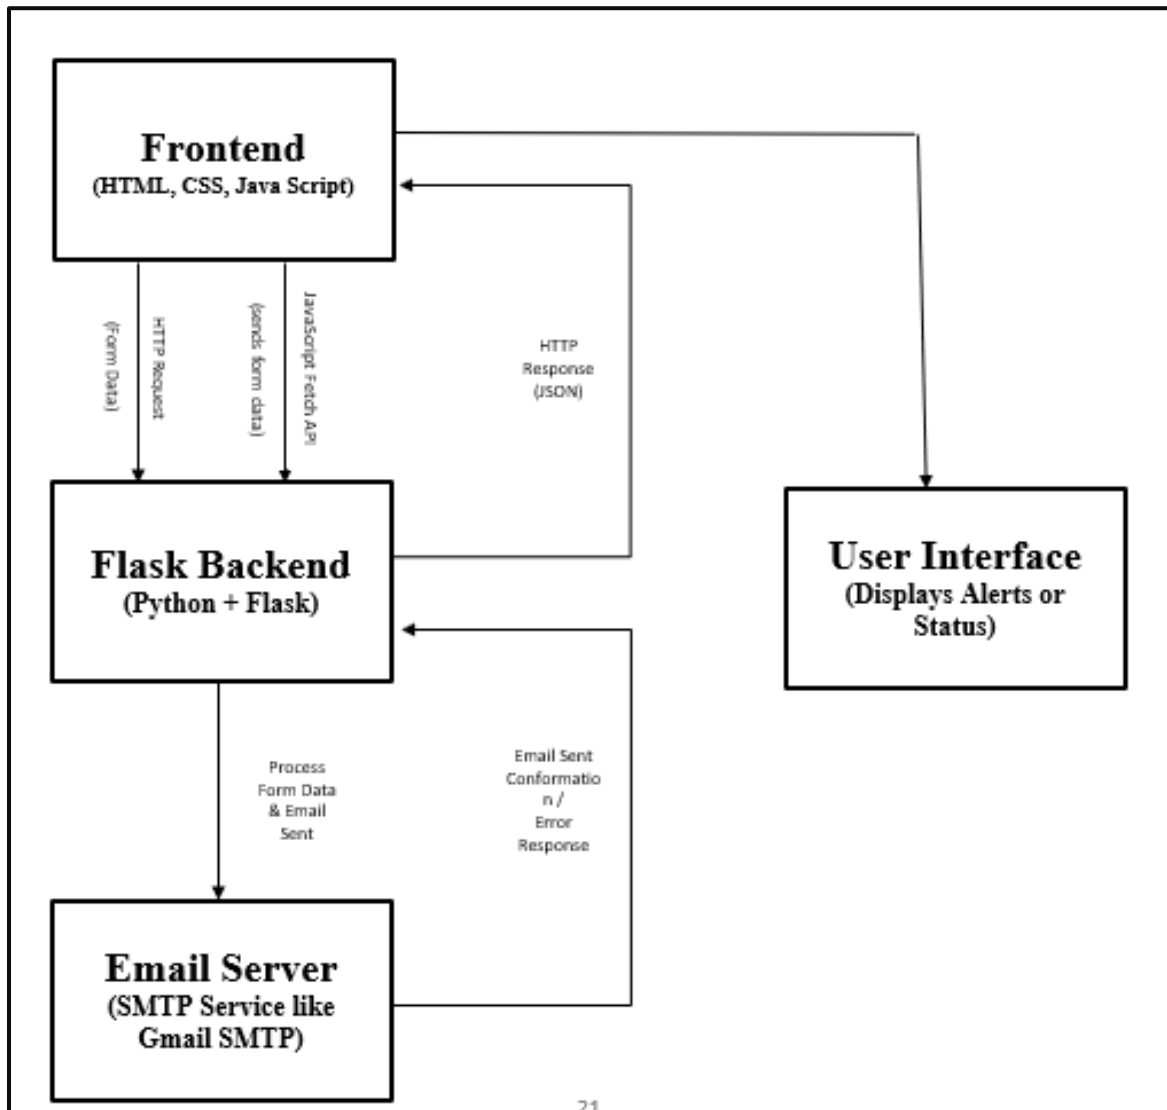 Frontend
(HTML, CSS, Java Script)
HTTP Request
(Form Data)
JavaScript Fetch API
(sends form data)
HTTP
Response
(JSON)
Flask Backend
(Python + Flask)
User Interface
(Displays Alerts or
Status)
Process
Form Data
& Email
Sent
Email Sent
Conformatio
n /
Error
Response
Email Server
(SMTP Service like
Gmail SMTP)
21